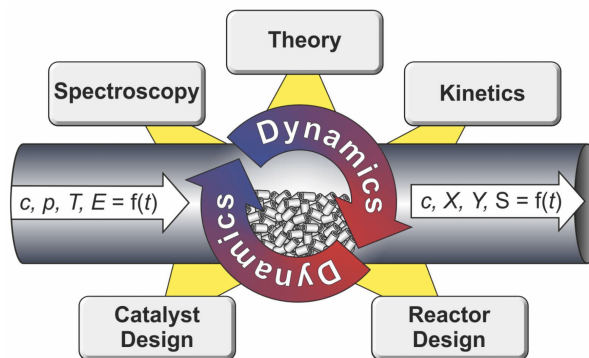 Theory
Spectroscopy
Kinetics
Dynamics
c, p, T, E = f(t)
c, X, Y, S = f(t)
Dynamics
Catalyst
Design
Reactor
Design